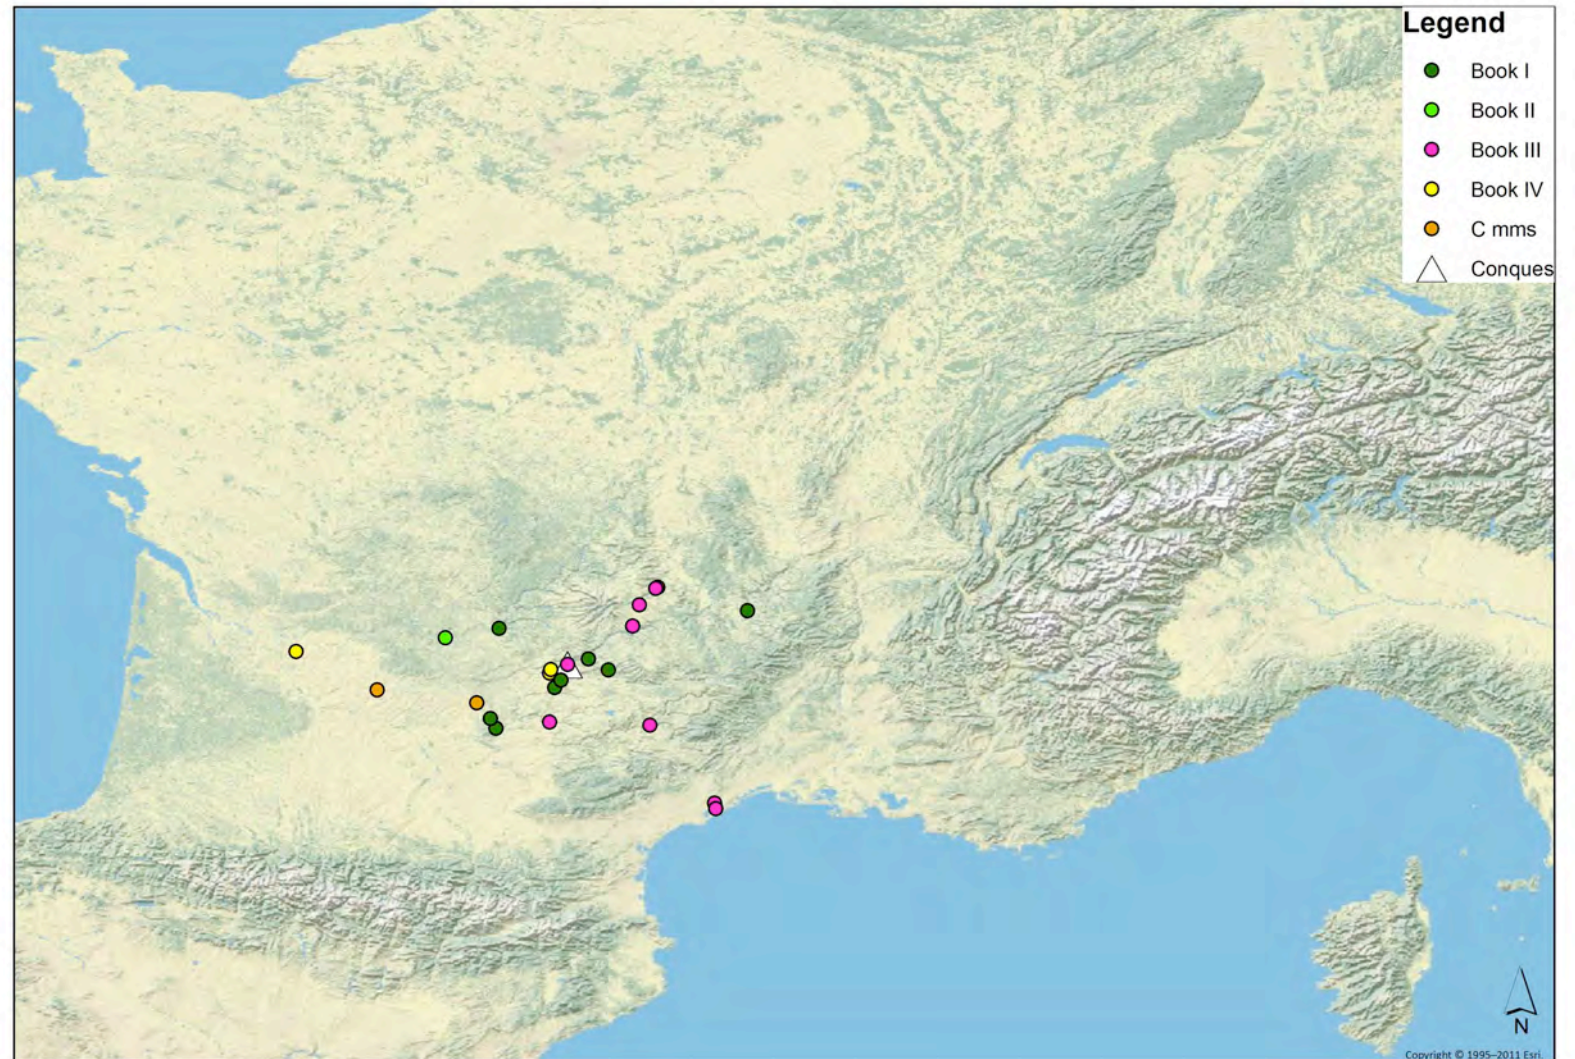 Legend
Book I
Book II
Book III
Book IV
C mms
Conques
N
Copyright © 1995–2011 Esri.